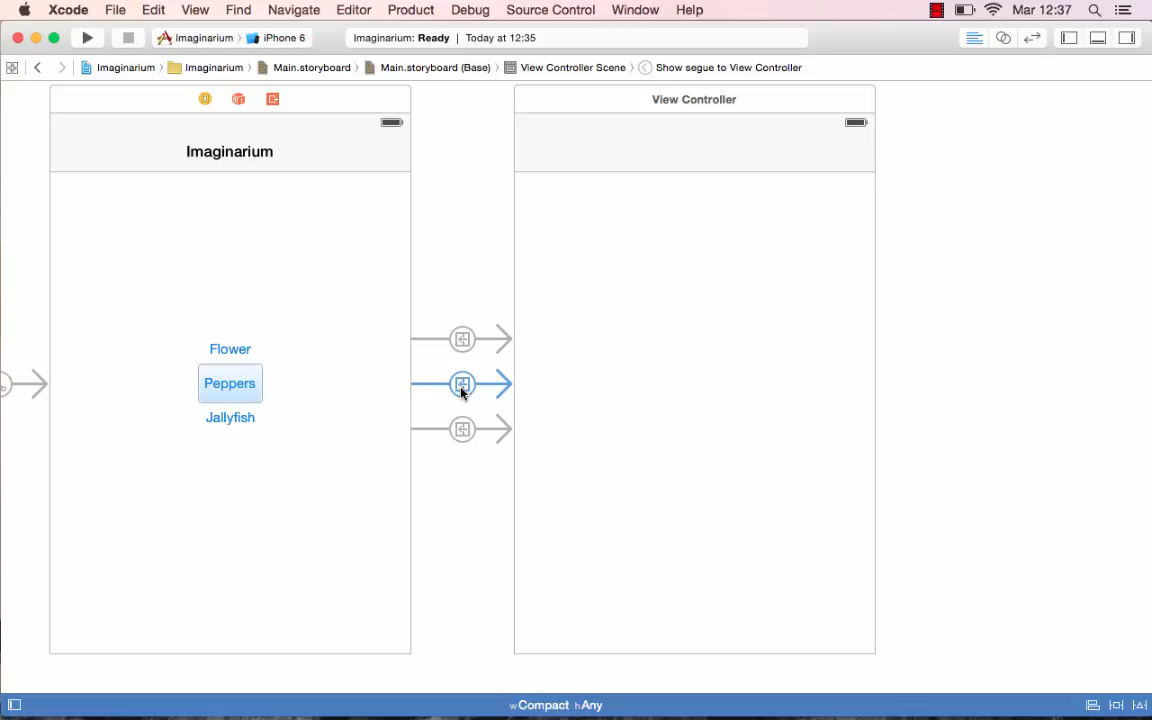 Xcode File Edit View Find Navigate Editor Product Debug Source Control Window Help Mar 12:37
Imaginarium iPhone 6 Imaginarium: Ready | Today at 12:35
Imaginarium Imaginarium Main.storyboard Main.storyboard (Base) View Controller Scene Show segue to View Controller
View Controller
Imaginarium
Flower
Peppers
Jallyfish
wCompact hAny